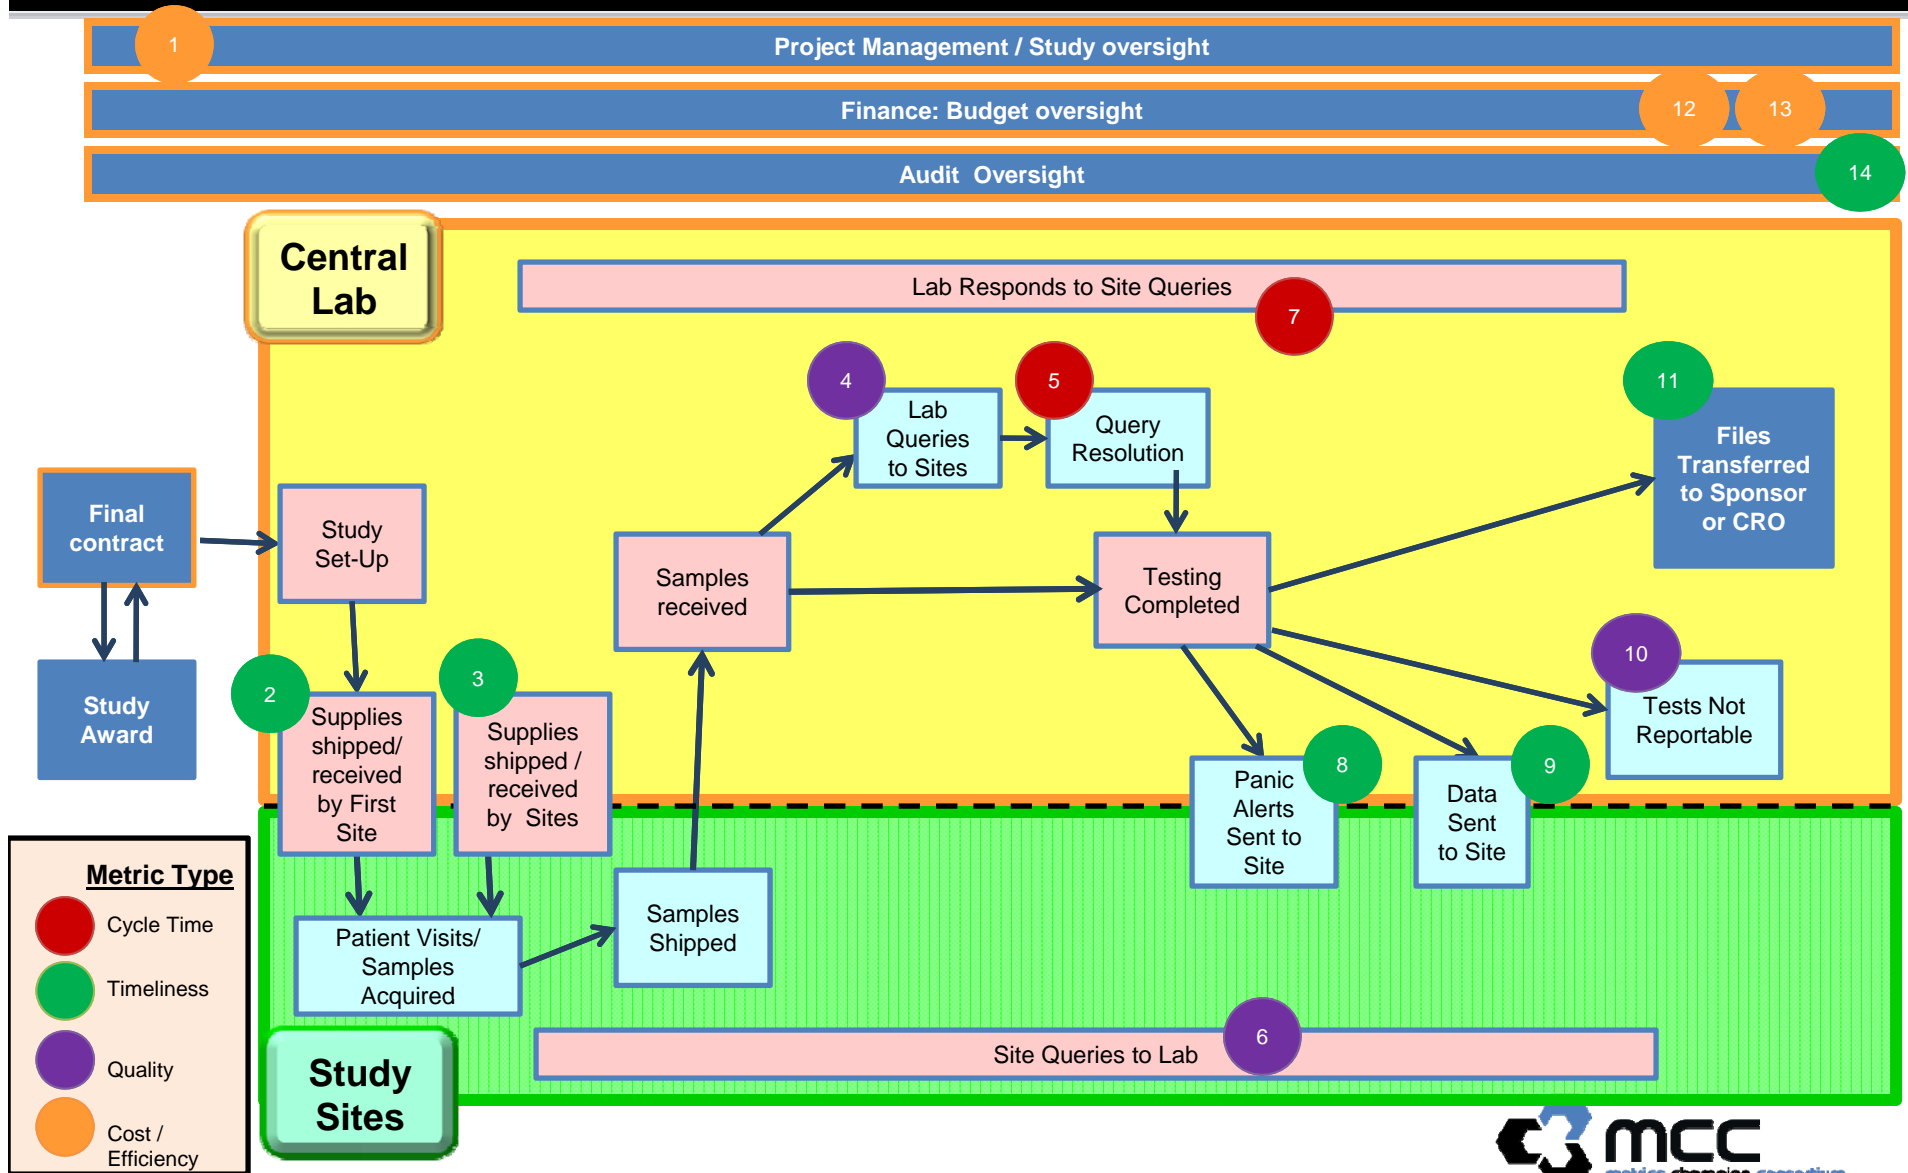 1
Project Management / Study oversight
Finance: Budget oversight
12
13
Audit Oversight
14
Central
Lab
Lab Responds to Site Queries
7
4
Lab
Queries
to Sites
5
Query
Resolution
11
Files
Transferred
to Sponsor
or CRO
Final
contract
Study
Set-Up
Samples
received
Testing
Completed
Study
Award
2
Supplies
shipped/
received
by First
Site
3
Supplies
shipped /
received
by Sites
10
Tests Not
Reportable
8
Panic
Alerts
Sent to
Site
9
Data
Sent
to Site
Metric Type
Cycle Time
Timeliness
Quality
Cost /
Efficiency
Patient Visits/
Samples
Acquired
Samples
Shipped
6
Site Queries to Lab
Study
Sites
mcc
metrics champion consortium